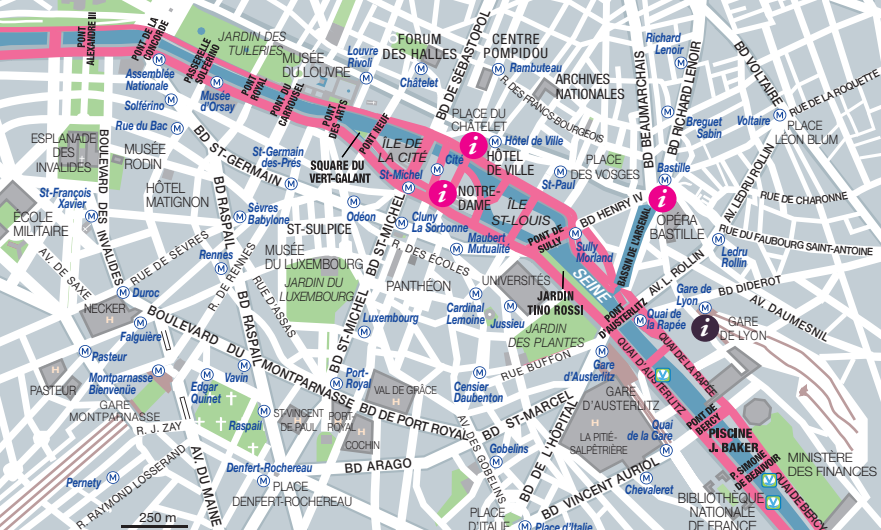 PONT
ALEXANDRE III
PONT DE LA
CONCORDE
PASSERELLE
SOLFÉRINO
JARDIN DES
TUILERIES
MUSÉE
DU LOUVRE
Louvre
Rivoli
FORUM
DES HALLES
Châtelet
BD DE SÉBASTOPOL
CENTRE
POMPIDOU
Rambuteau
R. DES FRANCS-BOURGEOIS
ARCHIVES
NATIONALES
BD BEAUMARCHAIS
Richard
Lenoir
BD RICHARD LENOIR
BD VOLTAIRE
RUE DE LA ROQUETTE
Breguet
Sabin
Voltaire
PLACE
LÉON BLUM
Assemblée
Nationale
Solférino
Rue du Bac
Musée
d'Orsay
PONT
ROYAL
PONT DU
CARROUSEL
PONT
DES ARTS
PONT NEUF
SQUARE DU
VERT-GALANT
ÎLE DE
LA CITÉ
Cité
PLACE DU
CHÂTELET
Hôtel de Ville
HÔTEL
DE VILLE
St-Paul
PLACE
DES VOSGES
Bastille
AV. LEDRU ROLLIN
RUE DE CHARONNE
ESPLANADE
DES
INVALIDES
BOULEVARD DES INVALIDES
MUSÉE
RODIN
HÔTEL
MATIGNON
BD ST-GERMAIN
St-Germain
des-Prés
BD RASPAIL
St-François
Xavier
ÉCOLE
MILITAIRE
Sèvres
Babylone
ST-SULPICE
Odéon
St-Michel
BD ST-MICHEL
Cluny
La Sorbonne
NOTRE-
DAME
ÎLE
ST-LOUIS
Maubert
Mutualité
PONT DE
SULLY
BD HENRY IV
Sully
Morland
BASSIN DE L'ARSENAL
OPÉRA
BASTILLE
RUE DU FAUBOURG SAINT-ANTOINE
Ledru
Rollin
AV. L. ROLLIN
BD DIDEROT
AV. DAUMESNIL
AV. DE SAXE
RUE DE SÈVRES
Rennes
R. DE RENNES
MUSÉE
DU LUXEMBOURG
JARDIN DU
LUXEMBOURG
R. DES ÉCOLES
PANTHÉON
UNIVERSITÉS
SEINE
JARDIN
TINO ROSSI
PONT
D'AUSTERLITZ
Gare de
Lyon
Quai de
la Rapée
GARE
DE LYON
Duroc
NECKER
H
Falguière
BOULEVARD DU MONTPARNASSE
BD RASPAIL
RUE D'ASSAS
Luxembourg
BD ST-MICHEL
Cardinal
Lemoine
Jussieu
JARDIN
DES PLANTES
RUE BUFFON
QUAI D'AUSTERLITZ
QUAI DE LA RAPÉE
Pasteur
Montparnasse
Bienvenüe
PASTEUR
H
GARE
MONTPARNASSE
Edgar
Quinet
Vavin
Port-
Royal
VAL DE GRÂCE
H
Censier
Daubenton
Gare
d'Austerlitz
GARE
D'AUSTERLITZ
PONT DE
BERCY
PISCINE
J. BAKER
R. J. ZAY
Raspail
ST-VINCENT
DE PAUL
H
PORT-
ROYAL
COCHIN
BD DE PORT ROYAL
AV. DES GOBELINS
BD ST-MARCEL
BD DE L'HÔPITAL
LA PITIÉ-
SALPÊTRIÈRE
H
Quai
de la Gare
P. SIMONE
DE BEAUVOIR
MINISTÈRE
DES FINANCES
Pernety
R. RAYMOND LOSSERAND
AV. DU MAINE
Denfert-Rochereau
PLACE
DENFERT-ROCHEREAU
BD ARAGO
Gobelins
BD VINCENT AURIOL
Chevaleret
BIBLIOTHÈQUE
NATIONALE
DE FRANCE
QUAI DE BERCY
PLACE
D'ITALIE
Place d'Italie
250 m